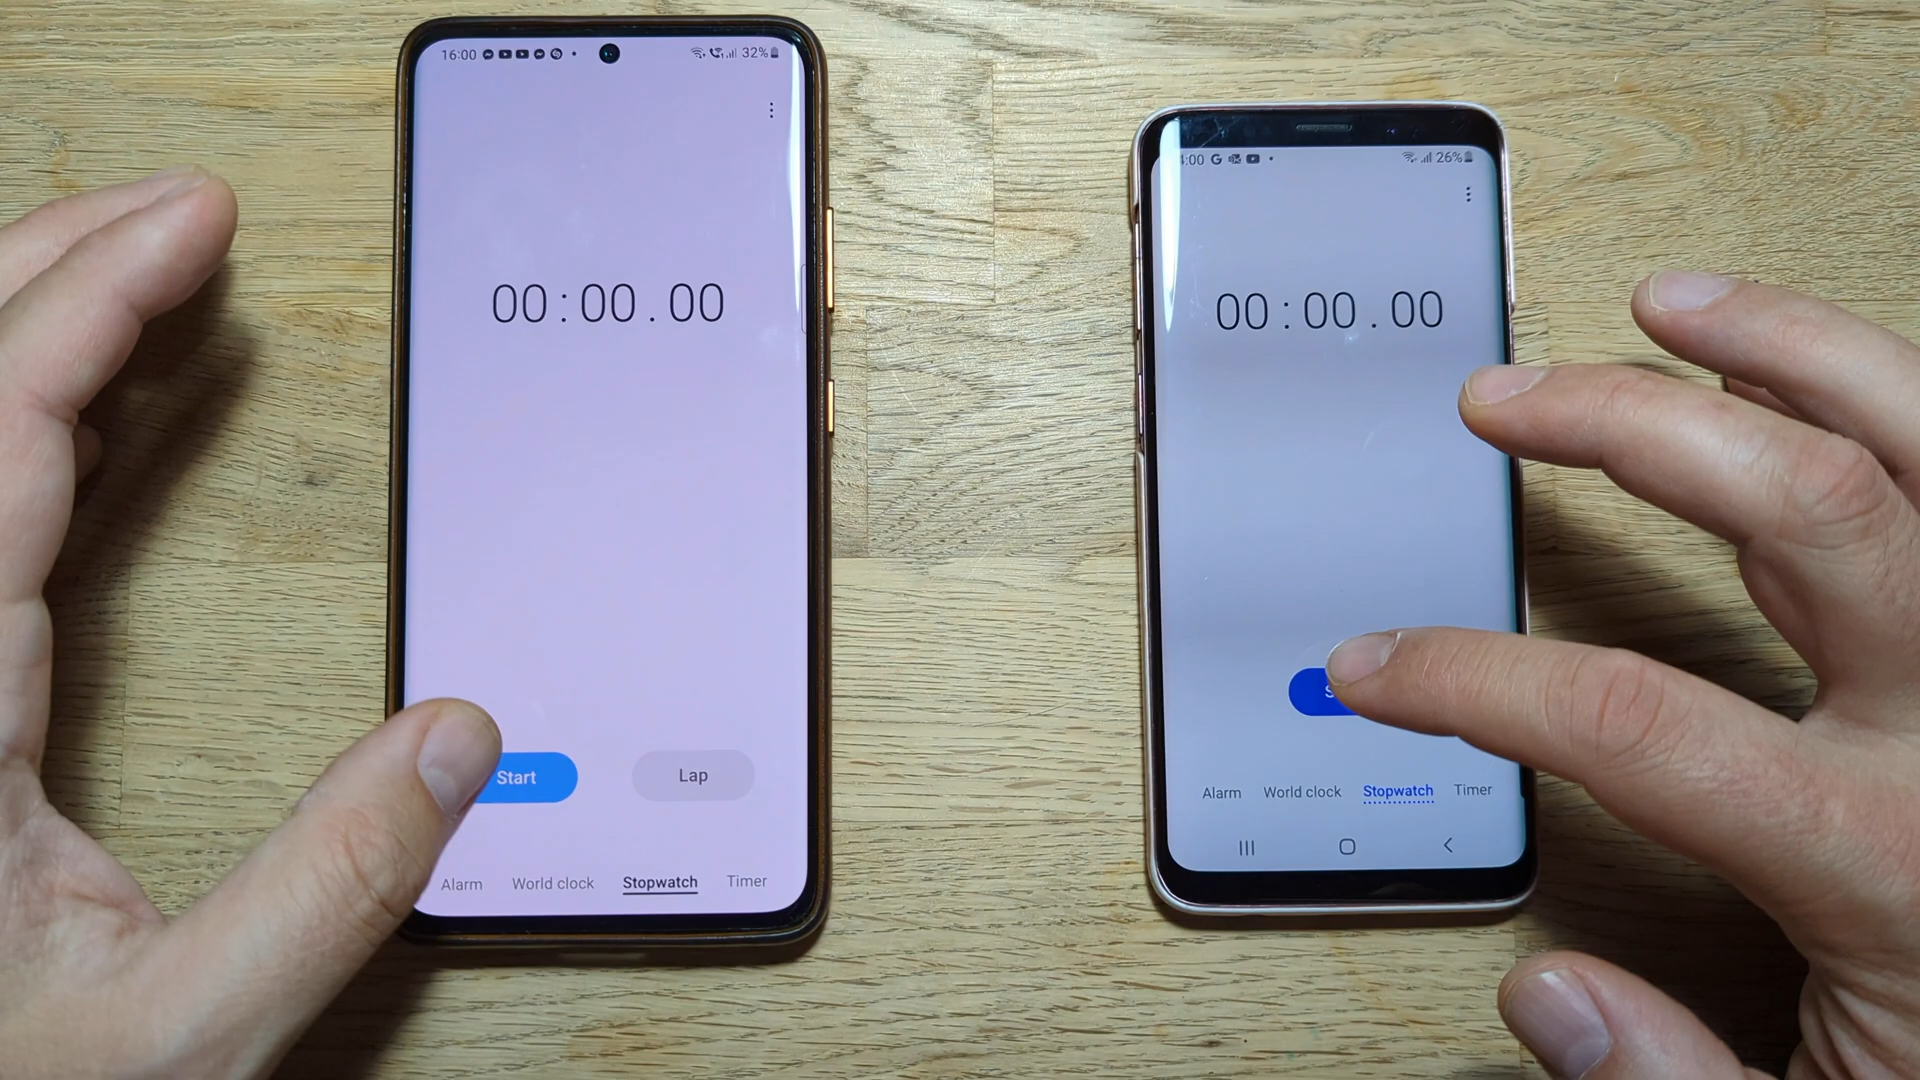 16:00 32%
00:00.00
Start Lap
Alarm World clock Stopwatch Timer
:00 G 26%
00:00.00
S
Alarm World clock Stopwatch Timer